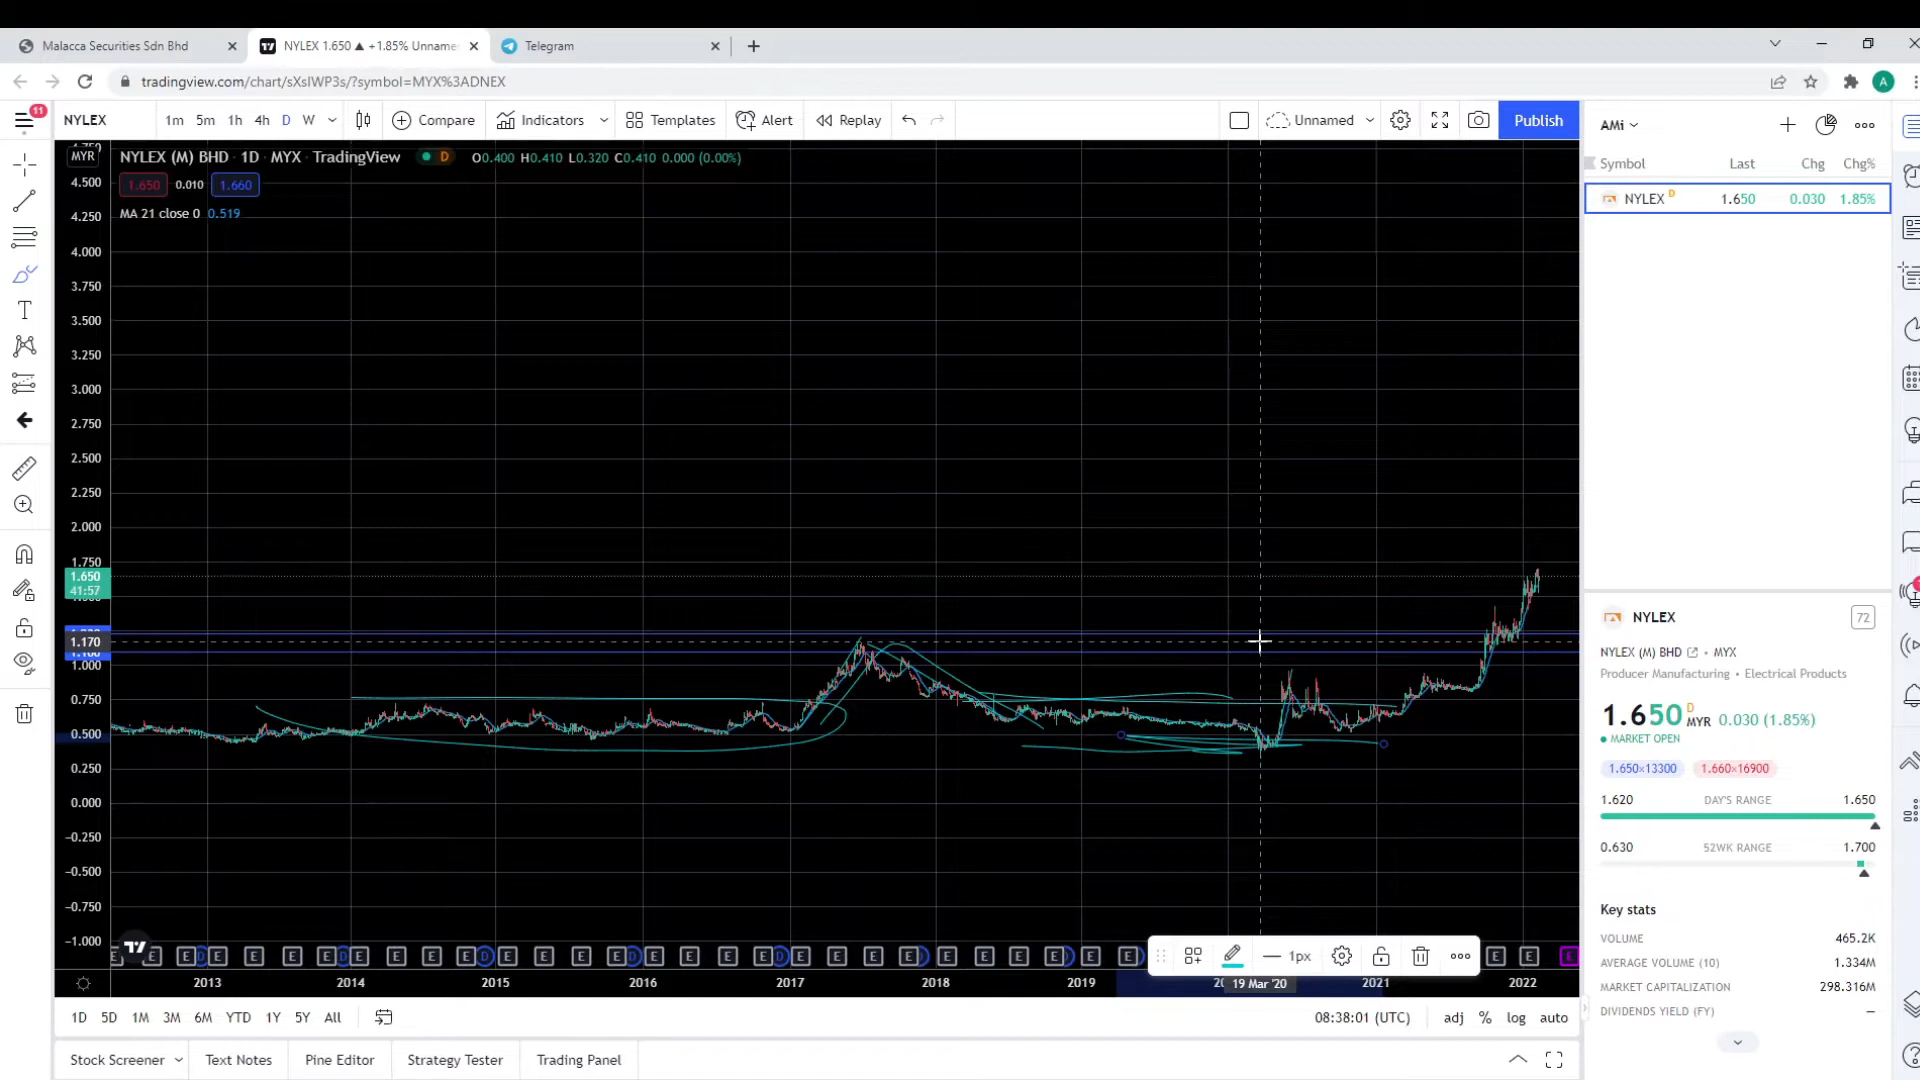 Malacca Securities Sdn Bhd
NYLEX 1.650 ▲ +1.85% Unname
Telegram
tradingview.com/chart/sXsIWP3s/?symbol=MYX%3ADNEX
A
11
NYLEX
1m 5m 1h 4h D W
Compare
Indicators
Templates
Alert
Replay
Unnamed
Publish
AMi
MYR
NYLEX (M) BHD · 1D · MYX · TradingView
D
O0.400 H0.410 L0.320 C0.410 0.000 (0.00%)
1.650 0.010 1.660
MA 21 close 0 0.519
4.500
4.250
4.000
3.750
3.500
3.250
3.000
2.750
2.500
2.250
2.000
1.750
1.650
41:57
1.170
1.000
0.750
0.500
0.250
0.000
−0.250
−0.500
−0.750
−1.000
2013 2014 2015 2016 2017 2018 2019
19 Mar '20
2021 2022
1px
1D 5D 1M 3M 6M YTD 1Y 5Y All
08:38:01 (UTC)
adj % log auto
Stock Screener
Text Notes
Pine Editor
Strategy Tester
Trading Panel
Symbol Last Chg Chg%
NYLEX D 1.650 0.030 1.85%
NYLEX
72
NYLEX (M) BHD • MYX
Producer Manufacturing • Electrical Products
1.650 MYR 0.030 (1.85%)
MARKET OPEN
1.650×13300 1.660×16900
1.620 DAY'S RANGE 1.650
0.630 52WK RANGE 1.700
Key stats
VOLUME 465.2K
AVERAGE VOLUME (10) 1.334M
MARKET CAPITALIZATION 298.316M
DIVIDENDS YIELD (FY) —